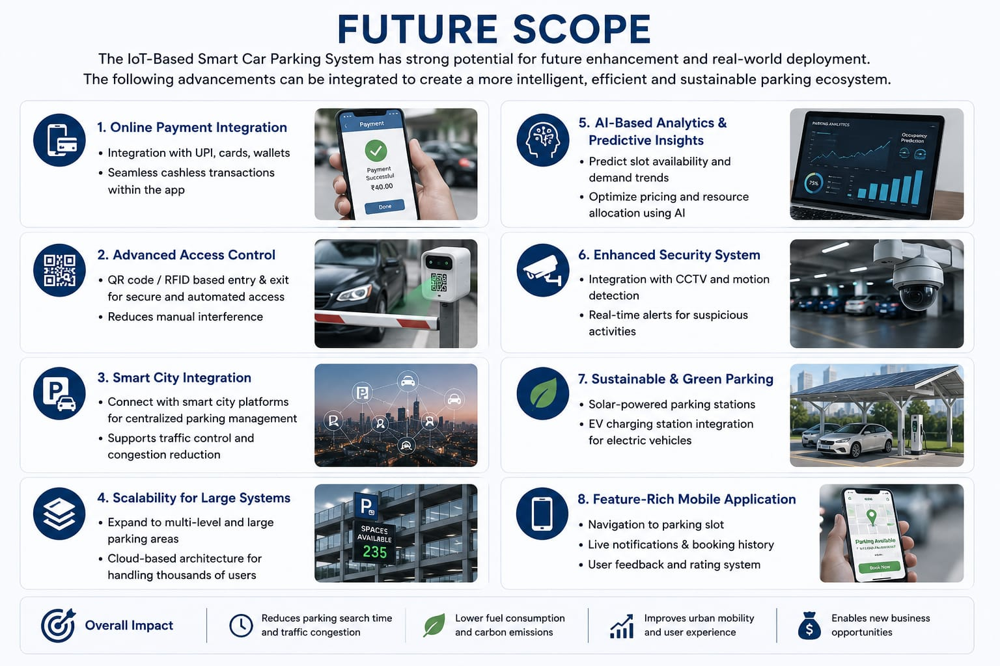 FUTURE SCOPE
The IoT-Based Smart Car Parking System has strong potential for future enhancement and real-world deployment.
The following advancements can be integrated to create a more intelligent, efficient and sustainable parking ecosystem.
1. Online Payment Integration
• Integration with UPI, cards, wallets
• Seamless cashless transactions
within the app
Payment
Payment
Successful
₹40.00
Done
2. Advanced Access Control
• QR code / RFID based entry & exit
for secure and automated access
• Reduces manual interference
3. Smart City Integration
• Connect with smart city platforms
for centralized parking management
• Supports traffic control and
congestion reduction
P
P
4. Scalability for Large Systems
• Expand to multi-level and large
parking areas
• Cloud-based architecture for
handling thousands of users
P
SPACES
AVAILABLE
235
5. AI-Based Analytics &
Predictive Insights
• Predict slot availability and
demand trends
• Optimize pricing and resource
allocation using AI
PARKING ANALYTICS
Occupancy
Prediction
75%
6. Enhanced Security System
• Integration with CCTV and motion
detection
• Real-time alerts for suspicious
activities
7. Sustainable & Green Parking
• Solar-powered parking stations
• EV charging station integration
for electric vehicles
8. Feature-Rich Mobile Application
• Navigation to parking slot
• Live notifications & booking history
• User feedback and rating system
Parking Available
Book Now
Overall Impact
Reduces parking search time
and traffic congestion
Lower fuel consumption
and carbon emissions
Improves urban mobility
and user experience
$
Enables new business
opportunities